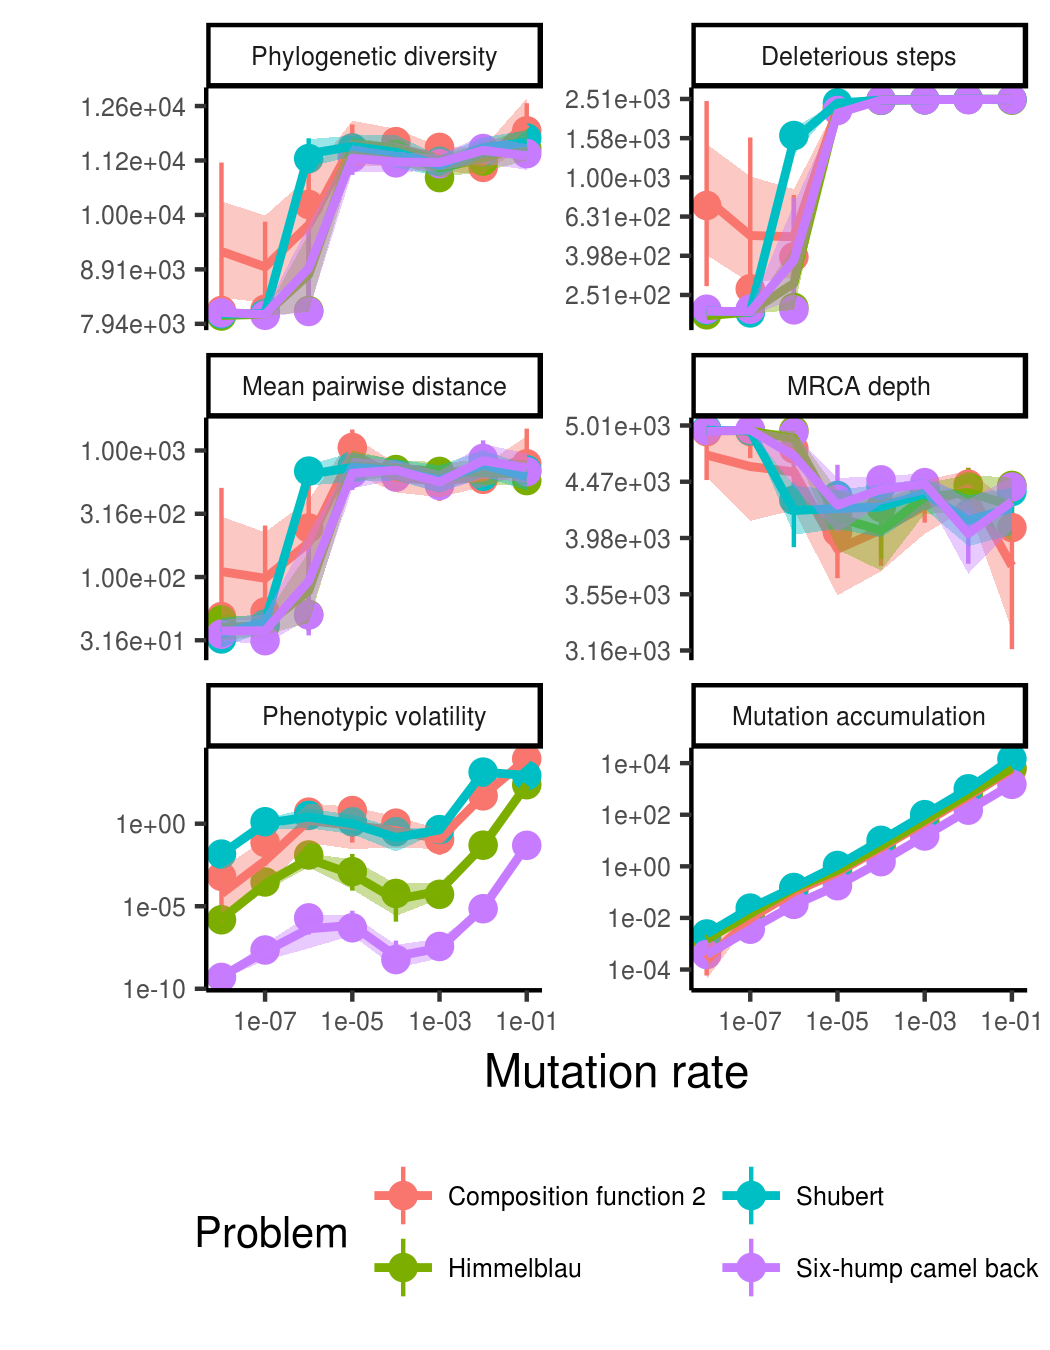 Phylogenetic diversity
Deleterious steps
1.26e+04
1.12e+04
1.00e+04
8.91e+03
7.94e+03
2.51e+03
1.58e+03
1.00e+03
6.31e+02
3.98e+02
2.51e+02
Mean pairwise distance
MRCA depth
1.00e+03
3.16e+02
1.00e+02
3.16e+01
5.01e+03
4.47e+03
3.98e+03
3.55e+03
3.16e+03
Phenotypic volatility
Mutation accumulation
1e+00
1e-05
1e-10
1e+04
1e+02
1e+00
1e-02
1e-04
1e-07 1e-05 1e-03 1e-01
1e-07 1e-05 1e-03 1e-01
Mutation rate
Problem
Composition function 2
Shubert
Himmelblau
Six-hump camel back